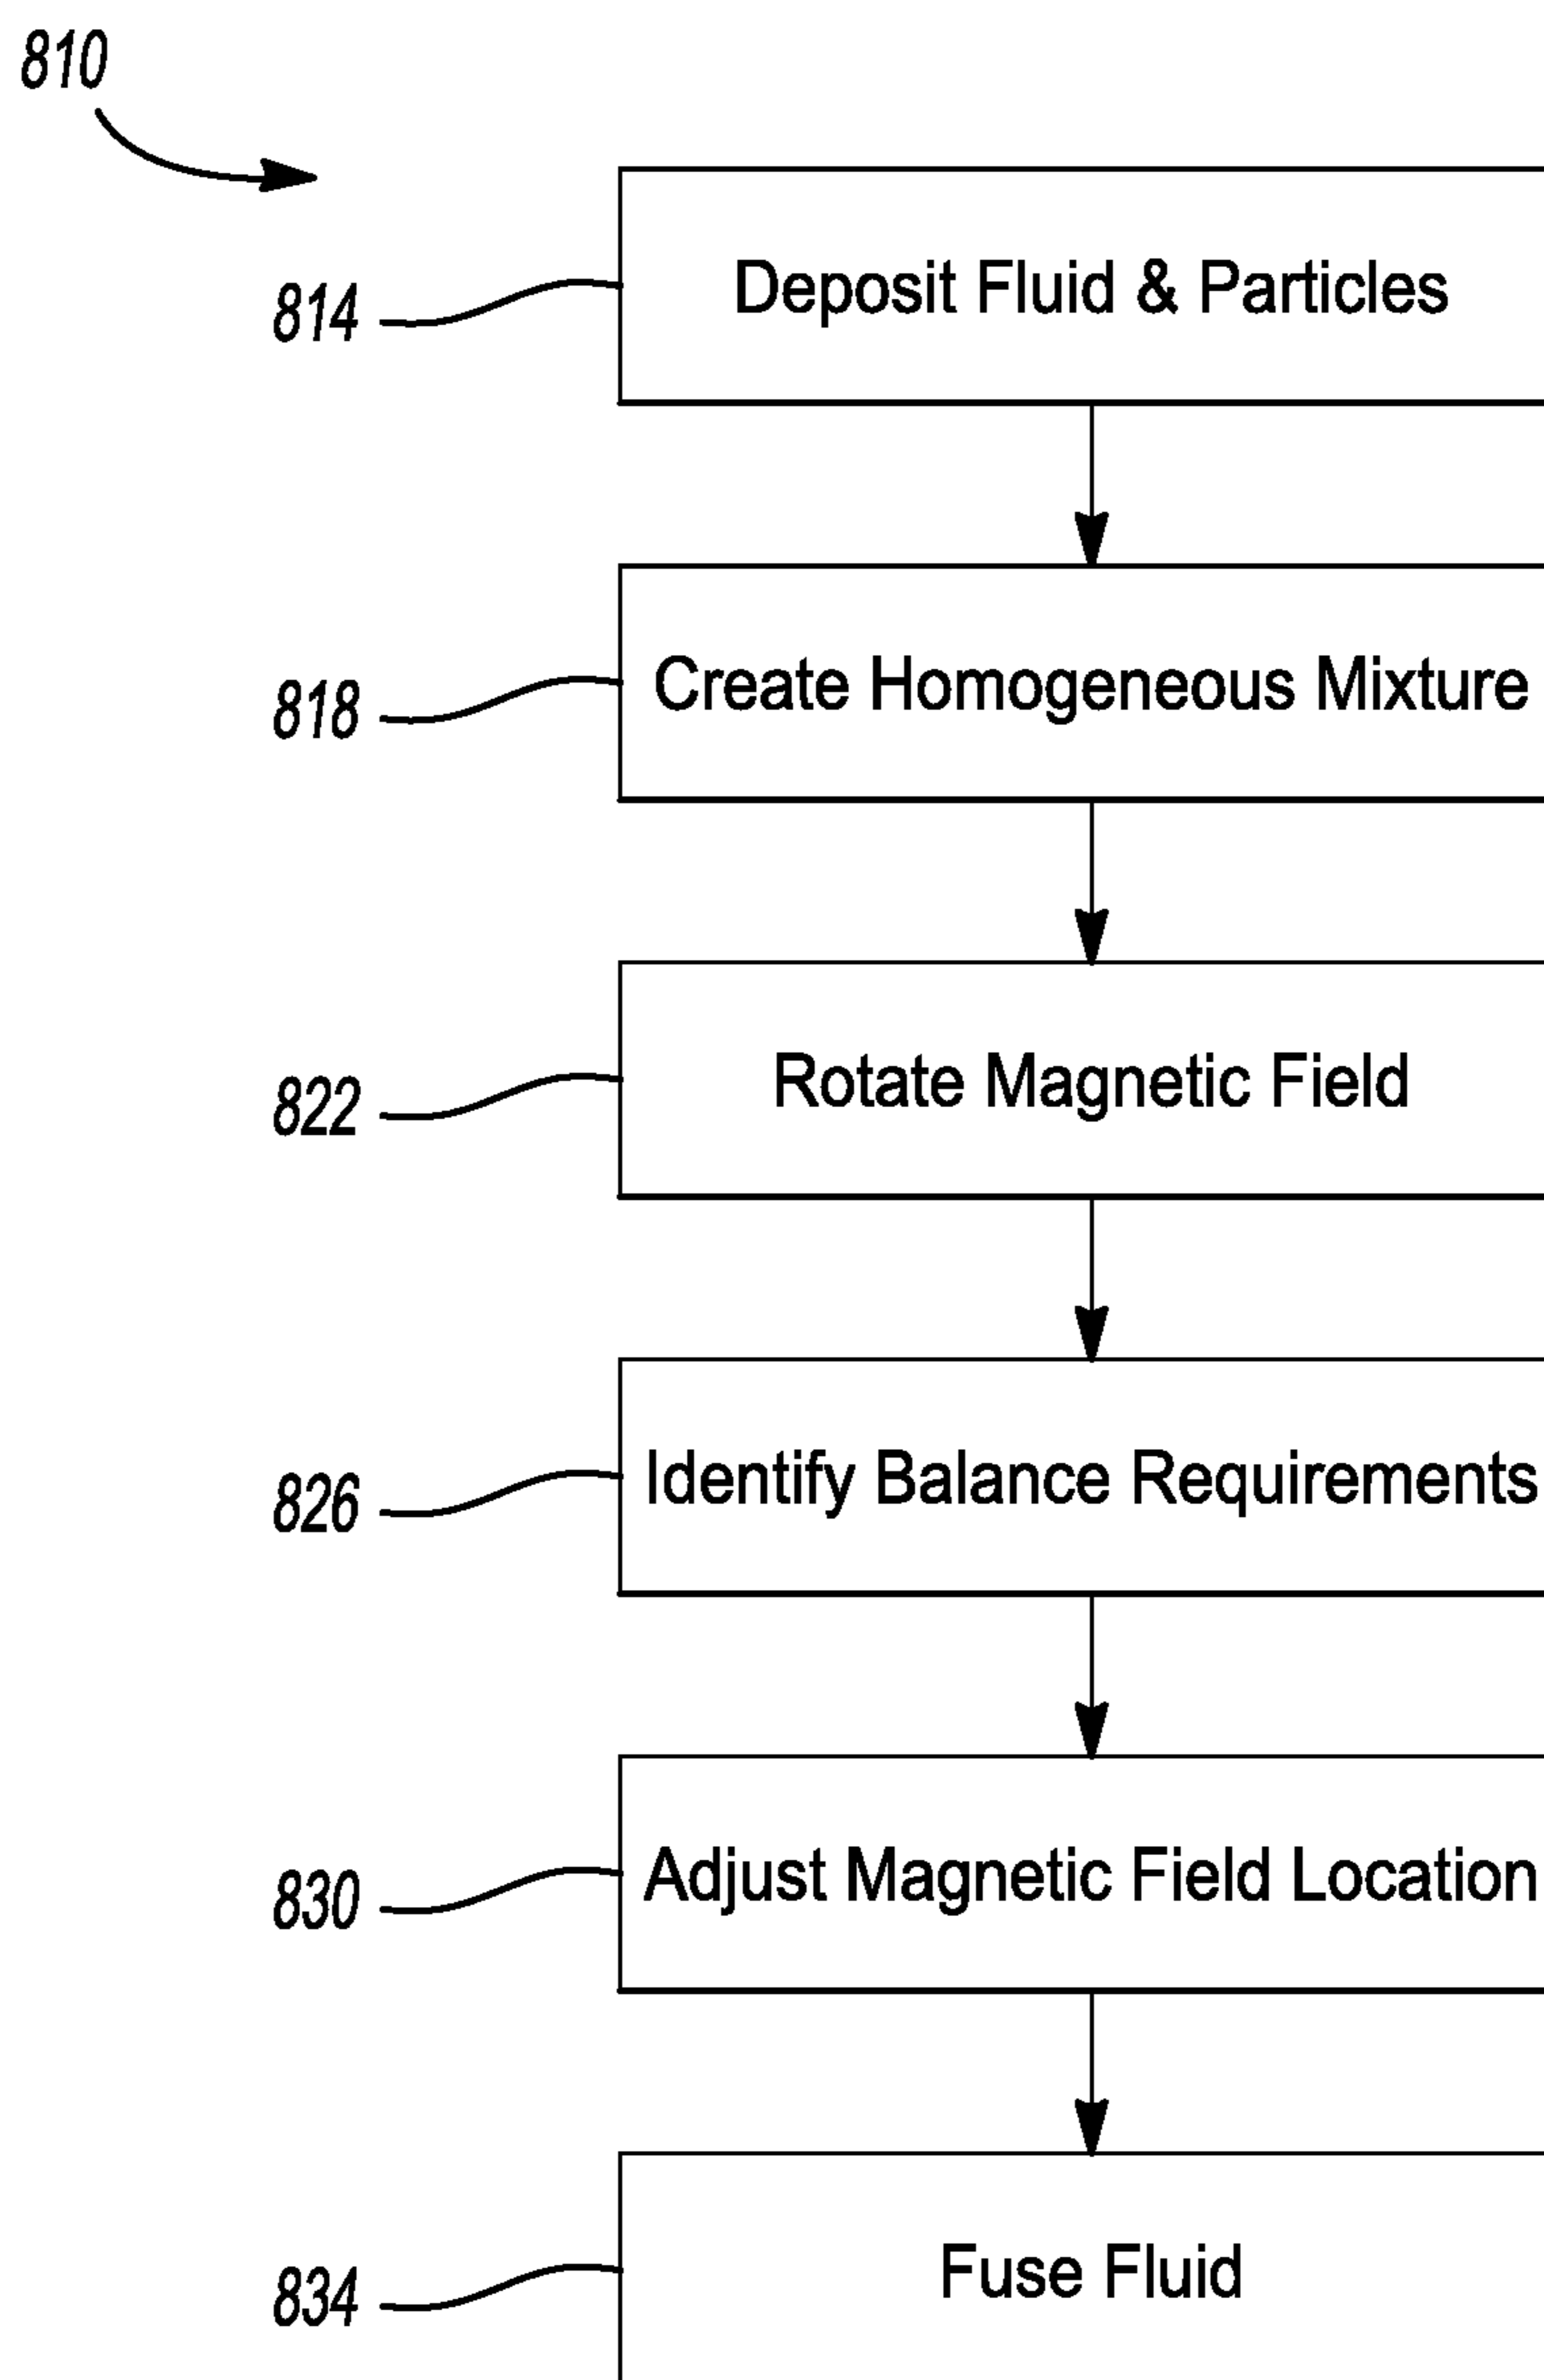 810
814
Deposit Fluid & Particles
818
Create Homogeneous Mixture
822
Rotate Magnetic Field
826
Identify Balance Requirements
830
Adjust Magnetic Field Location
834
Fuse Fluid